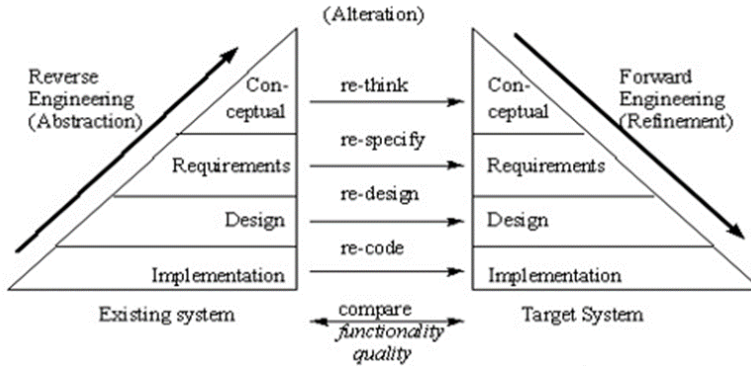 (Alteration)
Reverse
Engineering
(Abstraction)
Con-
ceptual
re-think
Con-
ceptual
Forward
Engineering
(Refinement)
re-specify
Requirements
Requirements
re-design
Design
Design
re-code
Implementation
Implementation
Existing system
compare
functionality
quality
Target System